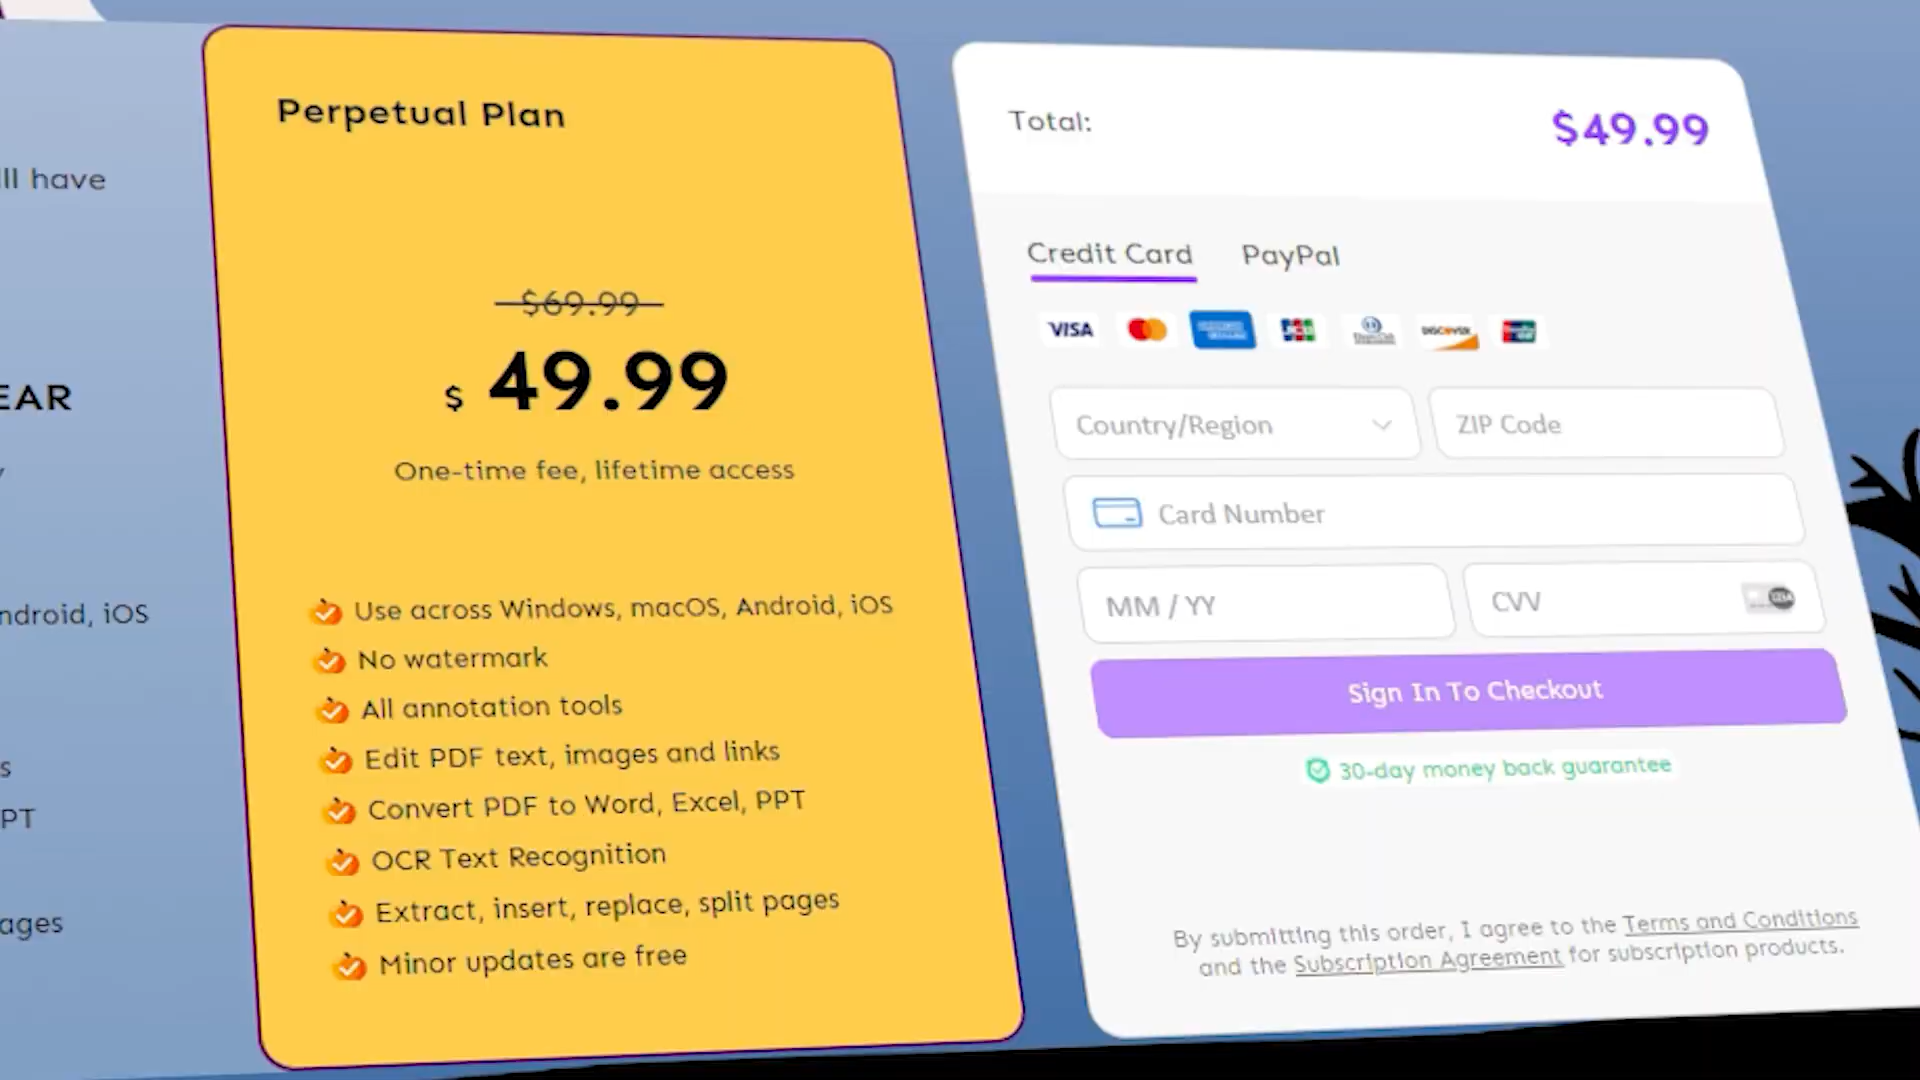 ll have
EAR
ndroid, iOS
s
PT
ages
Perpetual Plan
$69.99
$ 49.99
One-time fee, lifetime access
Use across Windows, macOS, Android, iOS
No watermark
All annotation tools
Edit PDF text, images and links
Convert PDF to Word, Excel, PPT
OCR Text Recognition
Extract, insert, replace, split pages
Minor updates are free
Total: $49.99
Credit Card PayPal
VISA DISCOVER
Country/Region ZIP Code
Card Number
MM / YY CVV
Sign In To Checkout
30-day money back guarantee
By submitting this order, I agree to the Terms and Conditions
and the Subscription Agreement for subscription products.